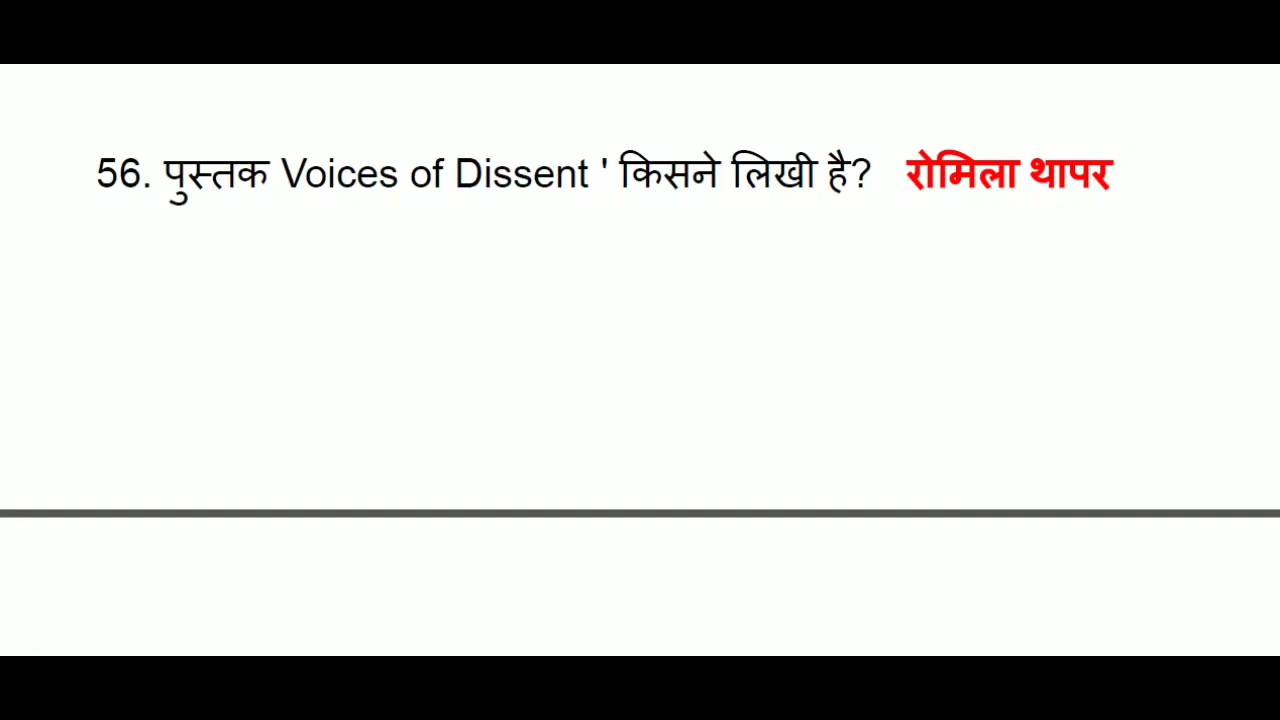 56. पुस्तक Voices of Dissent ' किसने लिखी है? रोमिला थापर